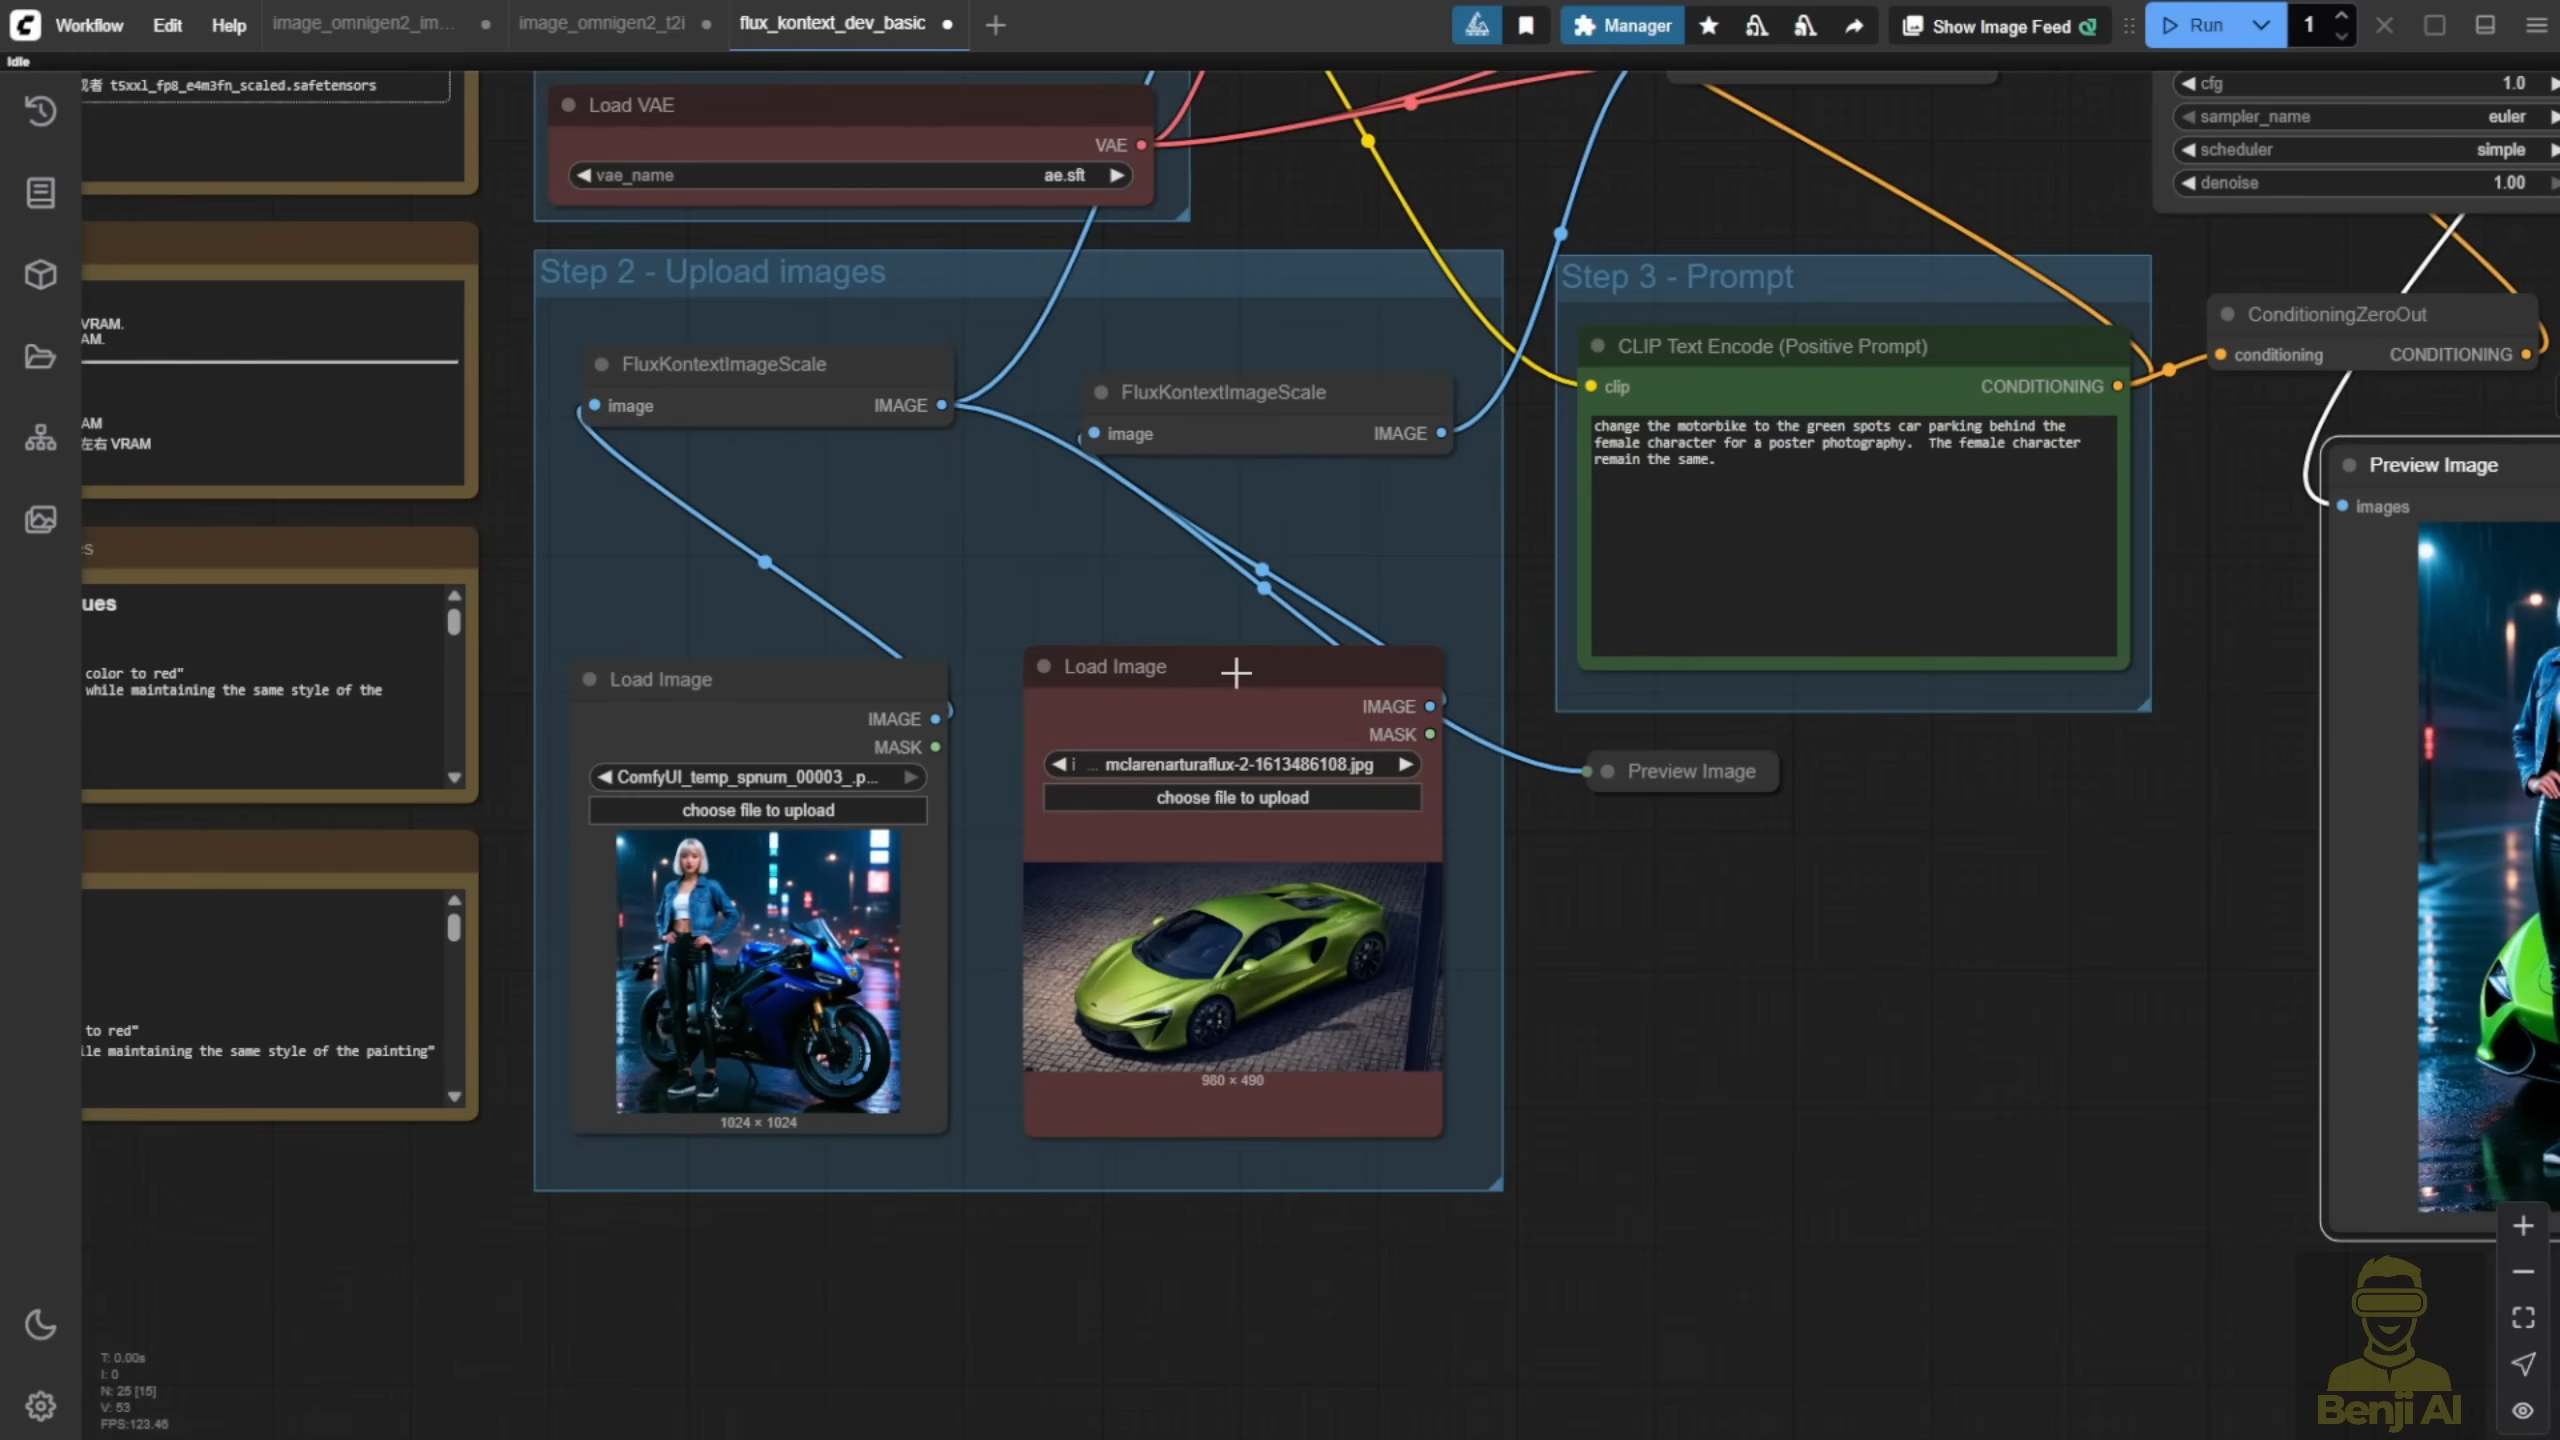 Workflow
Edit
Help
image_omnigen2_im...
image_omnigen2_t2i
flux_kontext_dev_basic
Manager
Show Image Feed
Run
1
Idle
或者 t5xxl_fp8_e4m3fn_scaled.safetensors
VRAM.
AM.
AM
左右 VRAM
s
ues
color to red"
while maintaining the same style of the
to red"
ile maintaining the same style of the painting"
Load VAE
VAE
vae_name
ae.sft
Step 2 - Upload images
FluxKontextImageScale
image
IMAGE
FluxKontextImageScale
image
IMAGE
Load Image
IMAGE
MASK
ComfyUI_temp_spnum_00003_.p...
choose file to upload
1024 × 1024
Load Image
IMAGE
MASK
i ... mclarenarturaflux-2-1613486108.jpg
choose file to upload
980 × 490
Step 3 - Prompt
CLIP Text Encode (Positive Prompt)
clip
CONDITIONING
change the motorbike to the green spots car parking behind the
female character for a poster photography.  The female character
remain the same.
Preview Image
cfg
1.0
sampler_name
euler
scheduler
simple
denoise
1.00
ConditioningZeroOut
conditioning
CONDITIONING
Preview Image
images
T: 0.00s
I: 0
N: 25 [15]
V: 53
FPS:123.46
Benji AI